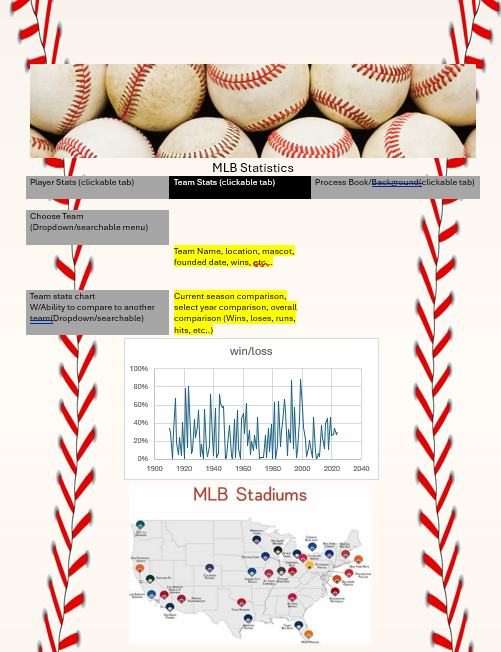 MLB Statistics
Player Stats (clickable tab)
Team Stats (clickable tab)
Process Book/Background(clickable tab)
Choose Team
(Dropdown/searchable menu)
Team Name, location, mascot,
founded date, wins, etc..
Team stats chart
W/Ability to compare to another
team(Dropdown/searchable)
Current season comparison,
select year comparison, overall
comparison (Wins, loses, runs,
hits, etc..)
win/loss
100%
80%
60%
40%
20%
0%
1900
1920
1940
1960
1980
2000
2020
2040
MLB Stadiums